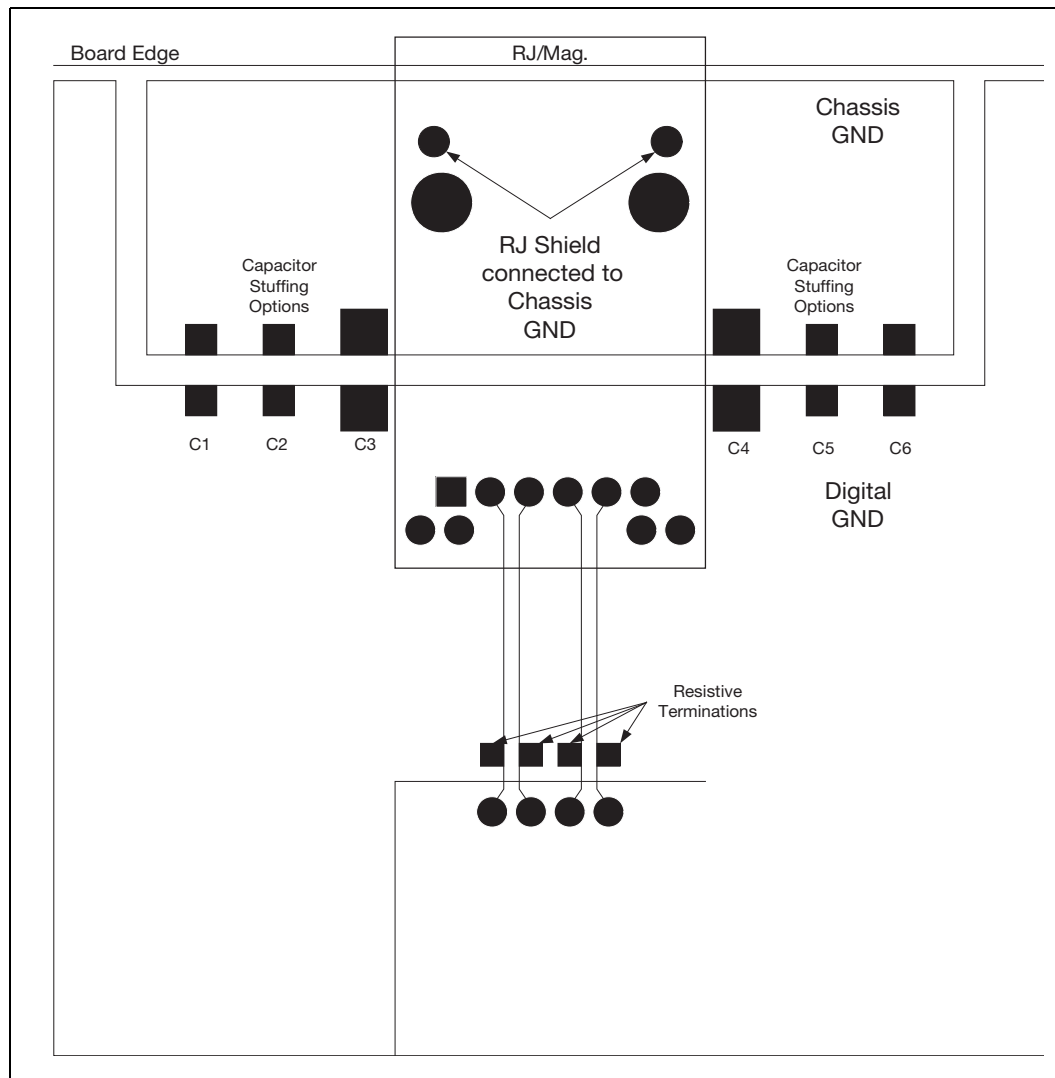 Board Edge
RJ/Mag.
Chassis
GND
RJ Shield
connected to
Chassis
GND
Capacitor
Stuffing
Options
Capacitor
Stuffing
Options
C1
C2
C3
C4
C5
C6
Digital
GND
Resistive
Terminations